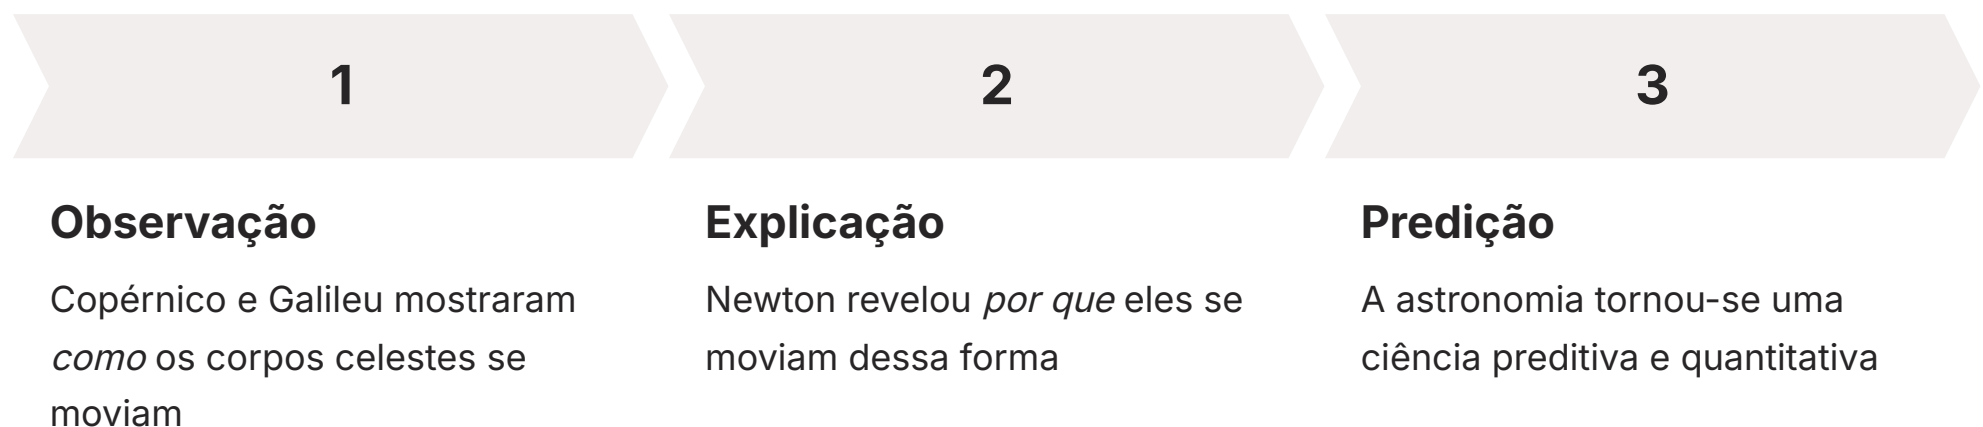 1
Observação
Copérnico e Galileu mostraram
como os corpos celestes se
moviam
2
Explicação
Newton revelou por que eles se
moviam dessa forma
3
Predição
A astronomia tornou-se uma
ciência preditiva e quantitativa